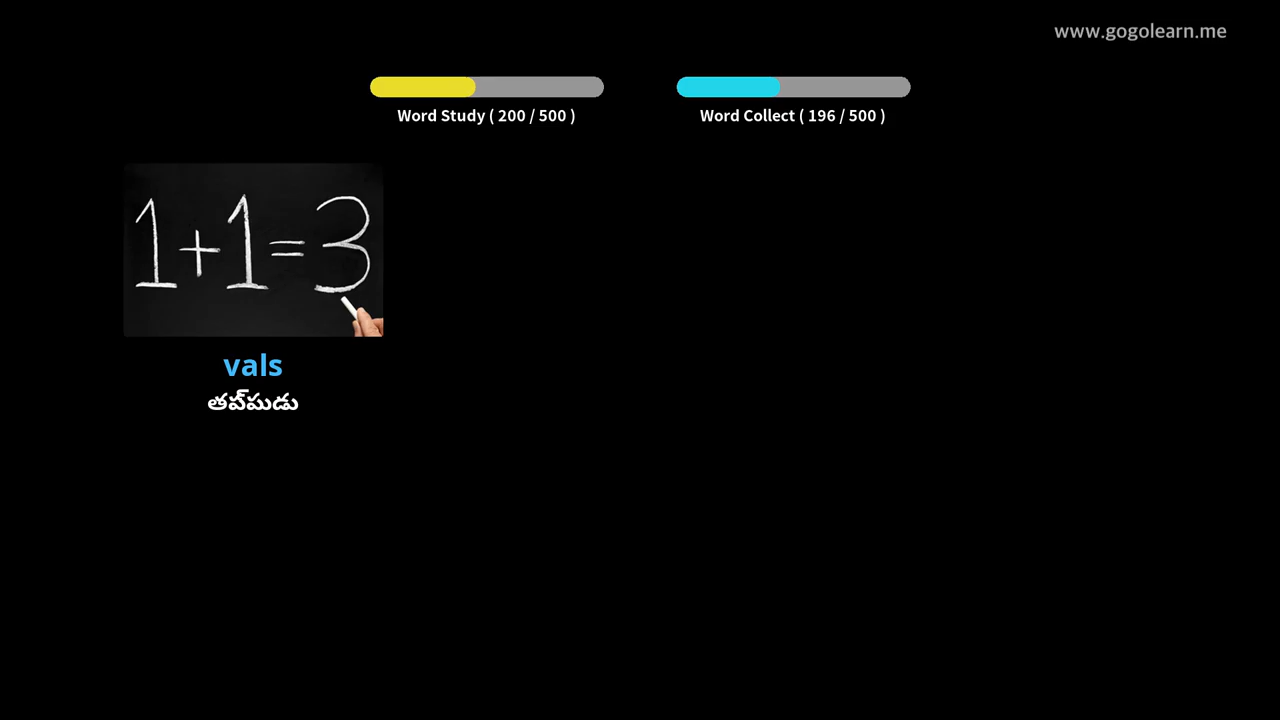 www.gogolearn.me
Word Study ( 200 / 500 )
Word Collect ( 196 / 500 )
1+1=3
vals
తప్పుడు